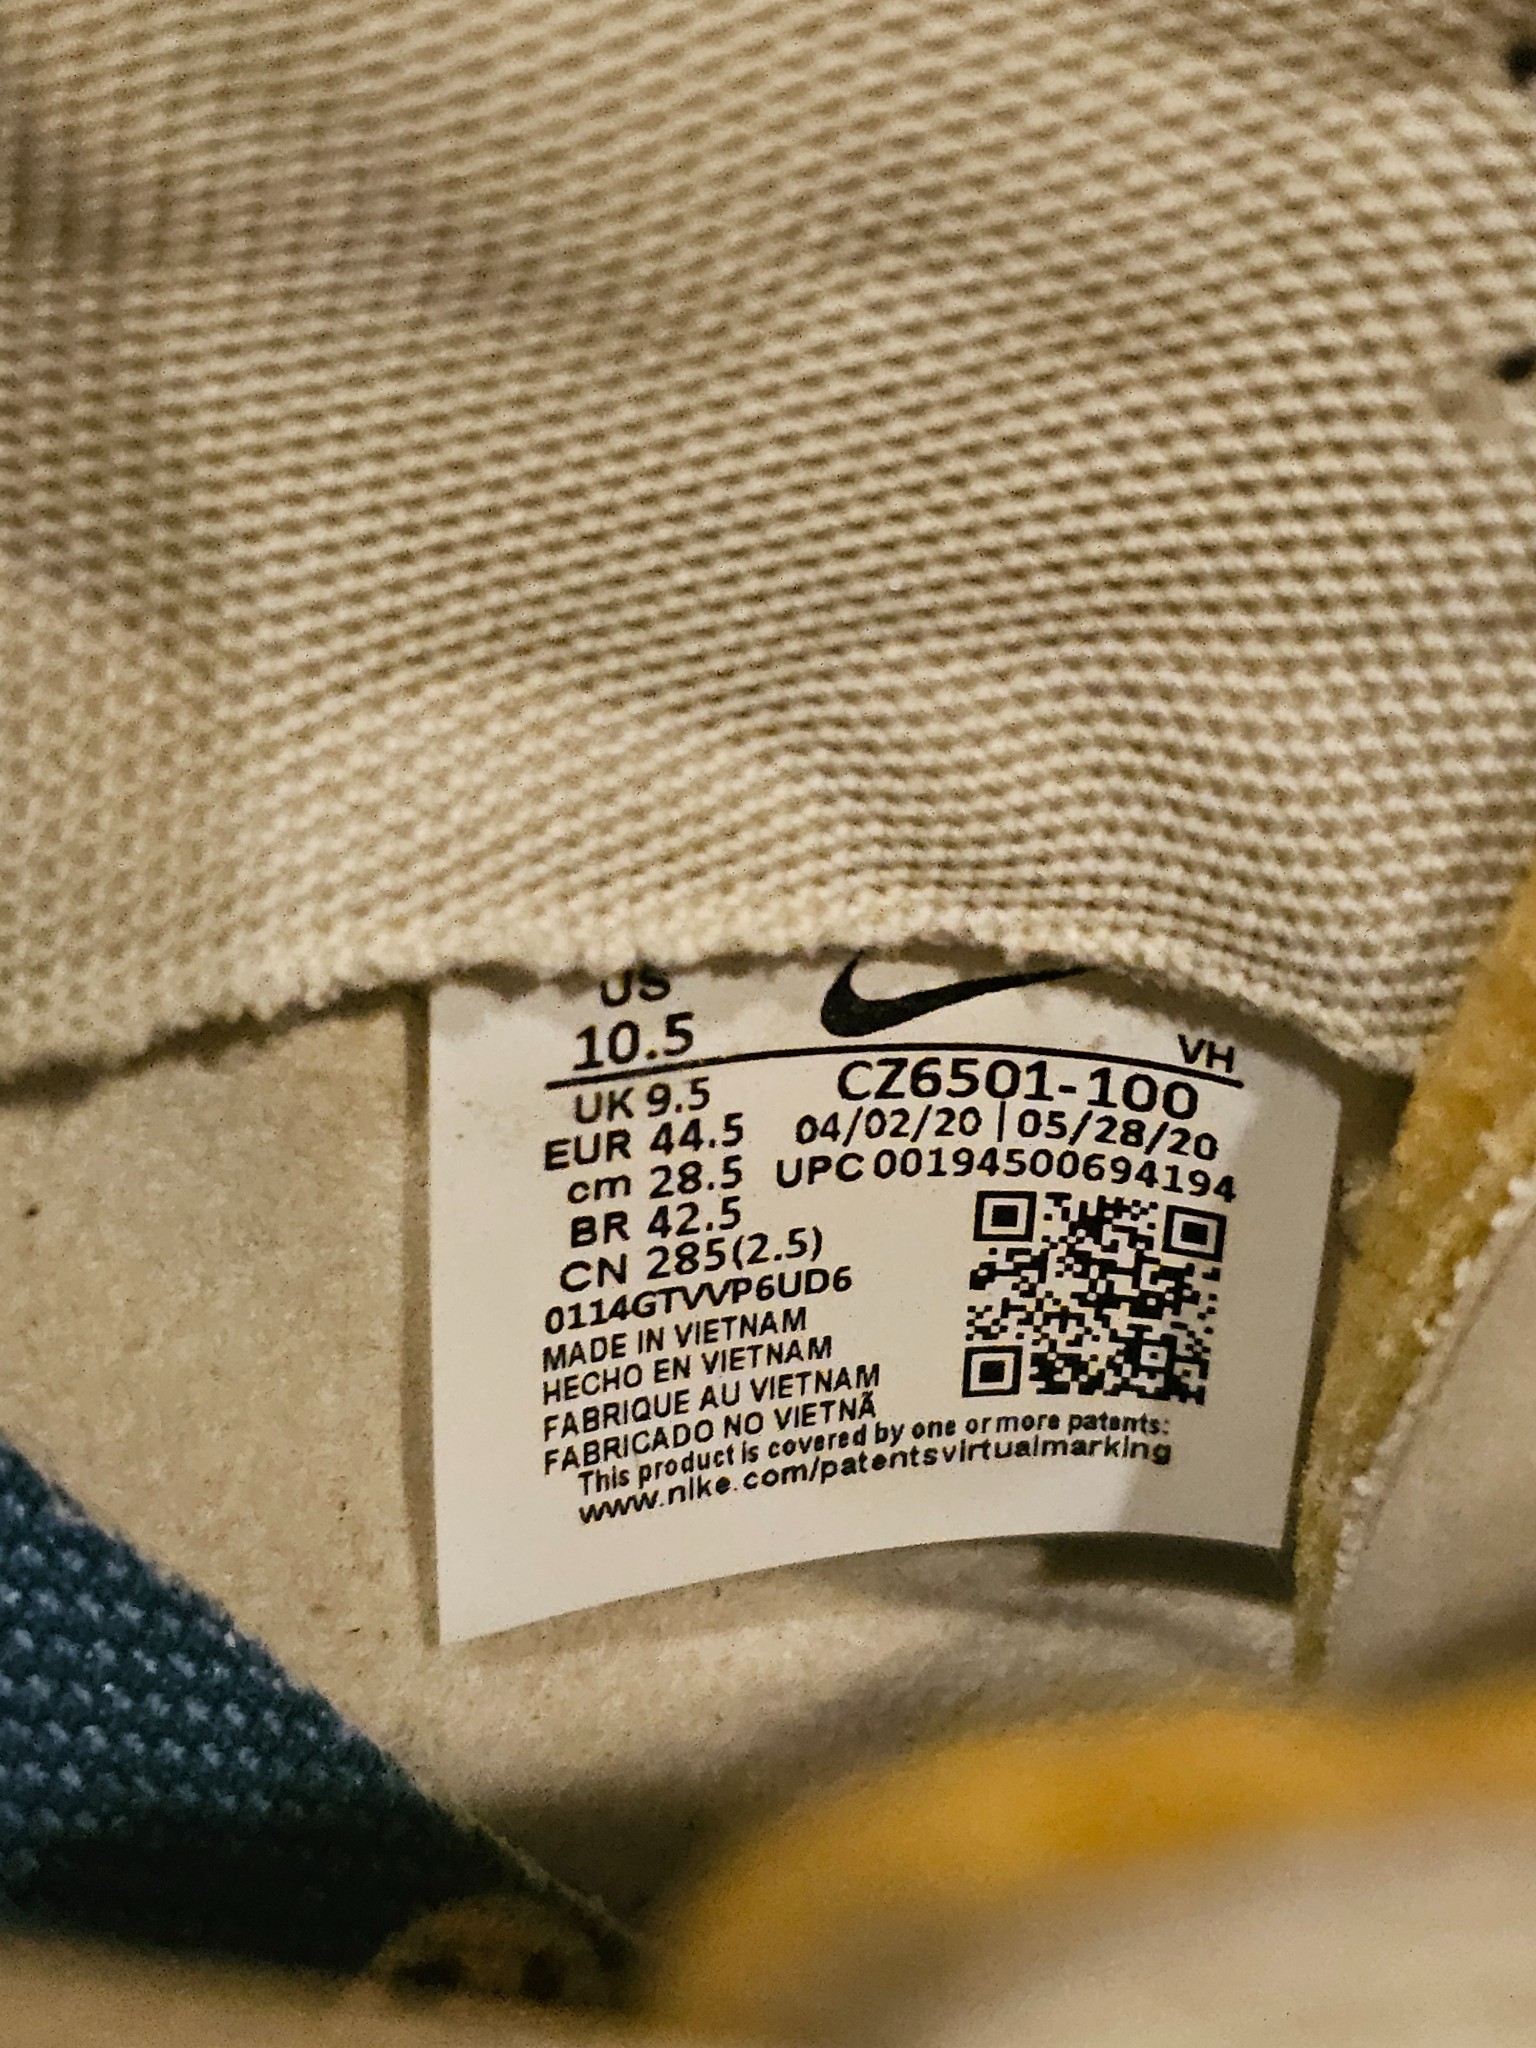 US
10.5
VH
UK 9.5
CZ6501-100
EUR 44.5
04/02/20 | 05/28/20
cm 28.5
UPC 00194500694194
BR 42.5
CN 285(2.5)
0114GTVVP6UD6
MADE IN VIETNAM
HECHO EN VIETNAM
FABRIQUE AU VIETNAM
FABRICADO NO VIETNÃ
This product is covered by one or more patents:
www.nike.com/patentsvirtualmarking